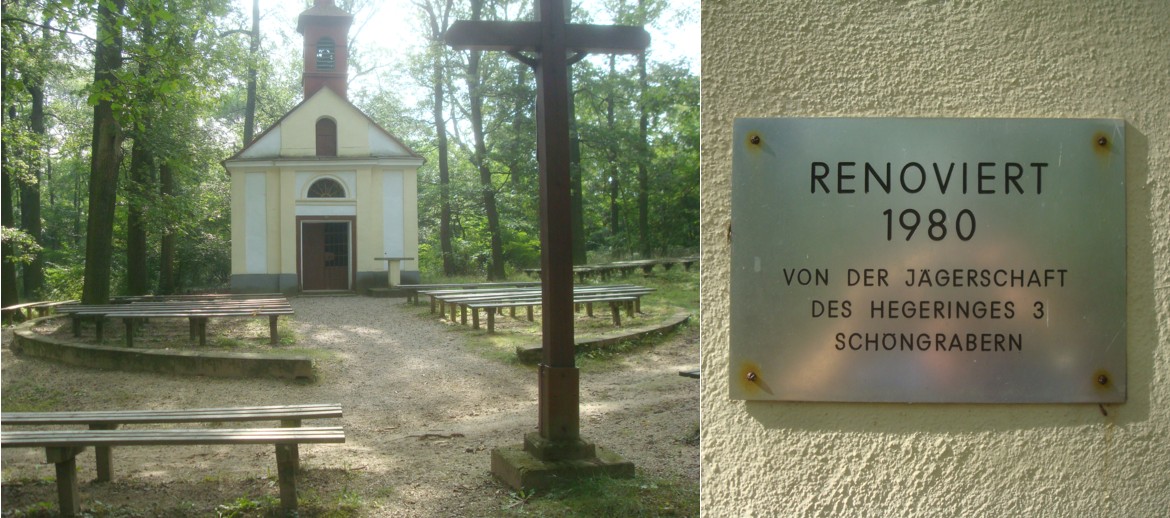 RENOVIERT
1980
VON DER JÄGERSCHAFT
DES HEGERINGES 3
SCHÖNGRABERN